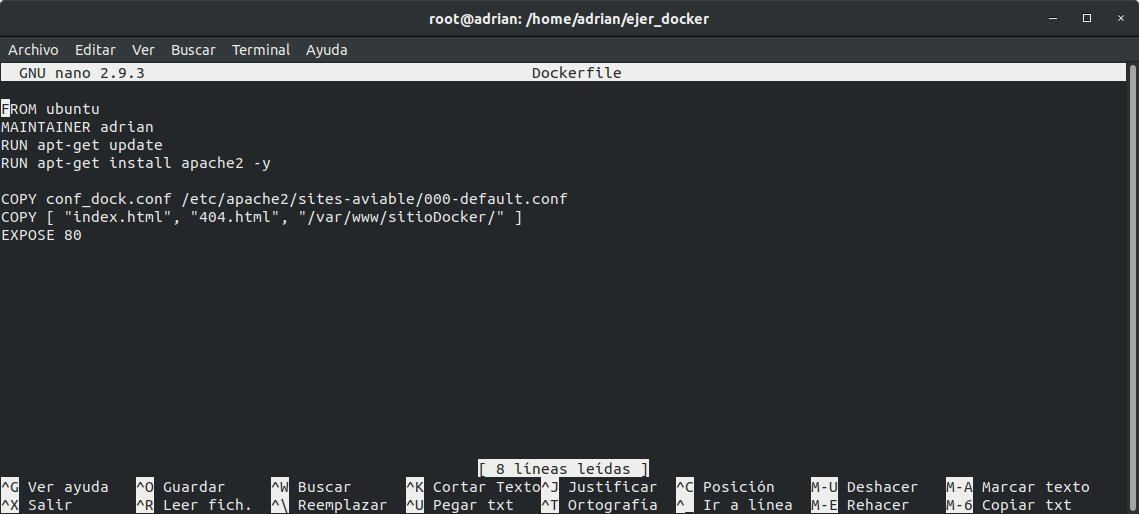 root@adrian: /home/adrian/ejer_docker
Archivo Editar Ver Buscar Terminal Ayuda
GNU nano 2.9.3 Dockerfile
FROM ubuntu
MAINTAINER adrian
RUN apt-get update
RUN apt-get install apache2 -y
COPY conf_dock.conf /etc/apache2/sites-aviable/000-default.conf
COPY [ "index.html", "404.html", "/var/www/sitioDocker/" ]
EXPOSE 80
[ 8 líneas leídas ]
^G Ver ayuda ^O Guardar ^W Buscar ^K Cortar Texto ^J Justificar ^C Posición M-U Deshacer M-A Marcar texto
^X Salir ^R Leer fich. ^\ Reemplazar ^U Pegar txt ^T Ortografía ^_ Ir a línea M-E Rehacer M-6 Copiar txt